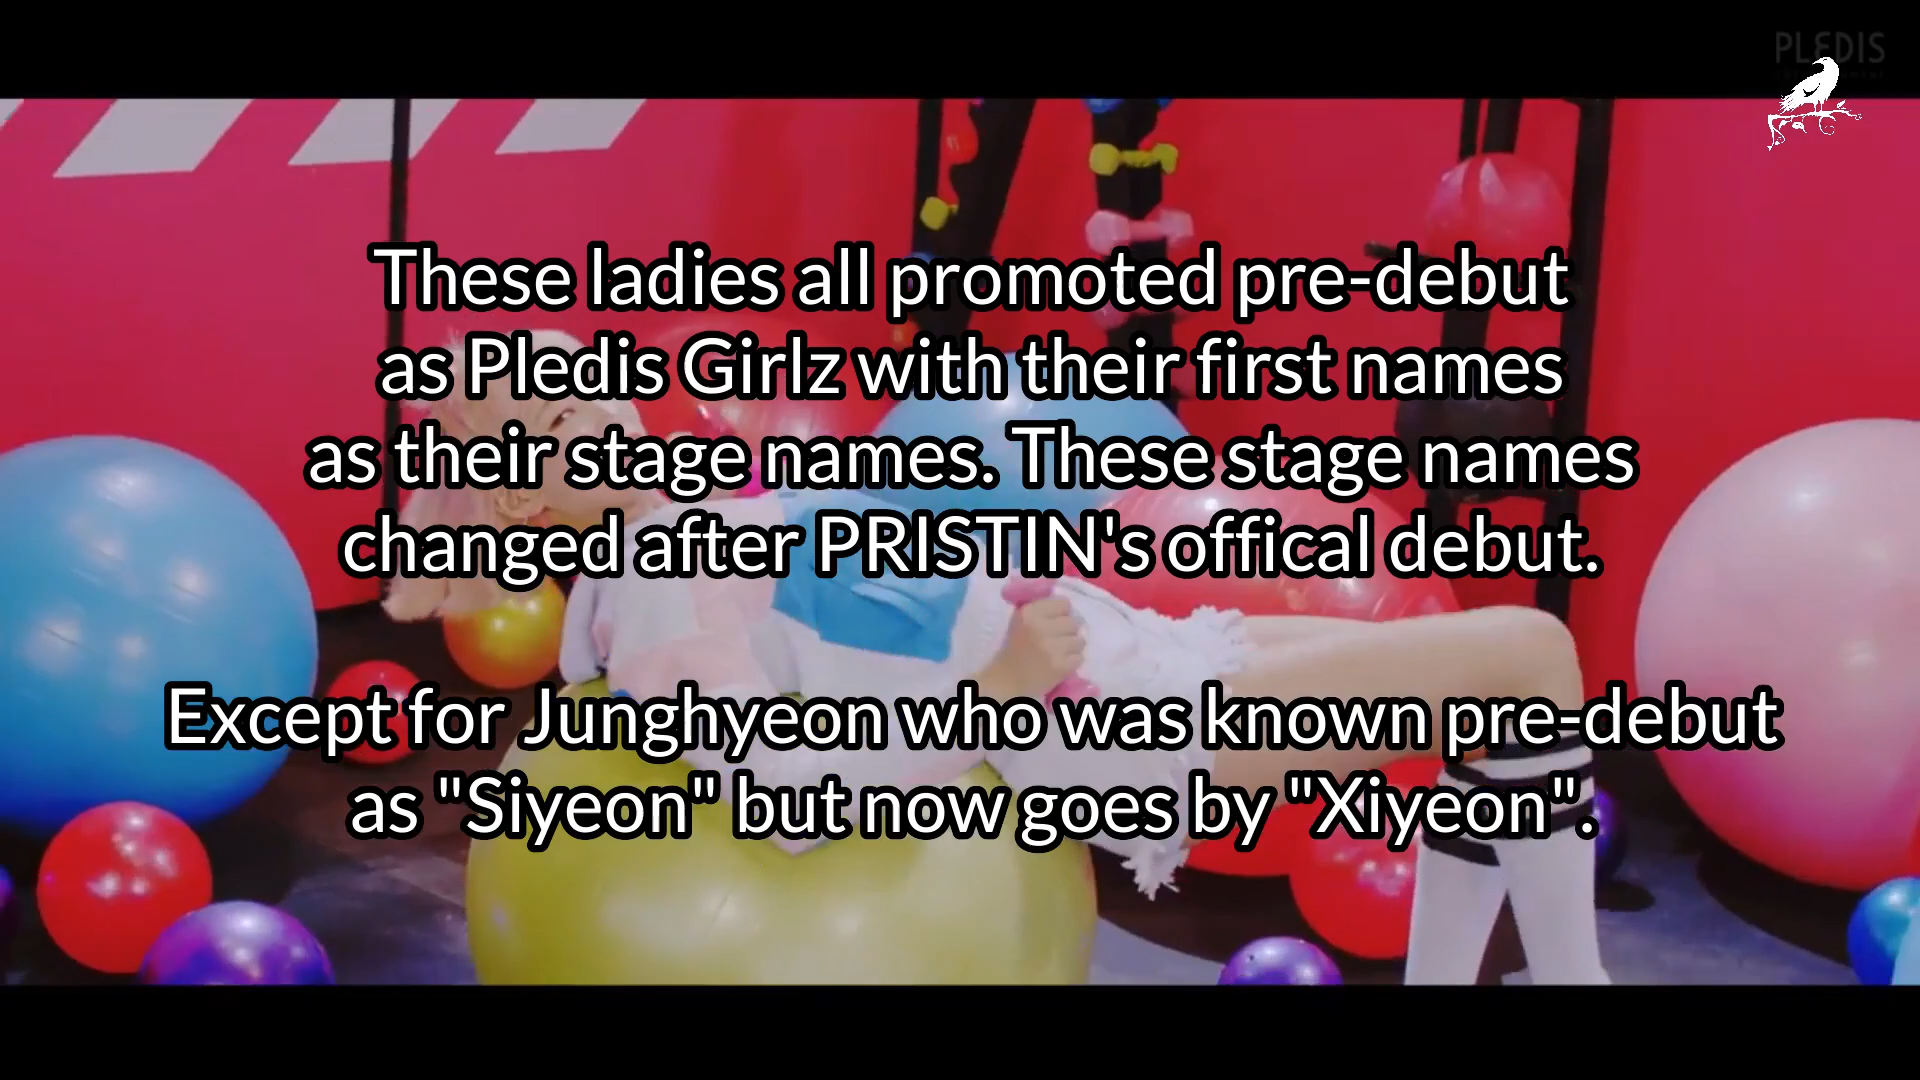 PLEDIS
These ladies all promoted pre-debut
as Pledis Girlz with their first names
as their stage names. These stage names
changed after PRISTIN's offical debut.
Except for Junghyeon who was known pre-debut
as "Siyeon" but now goes by "Xiyeon".